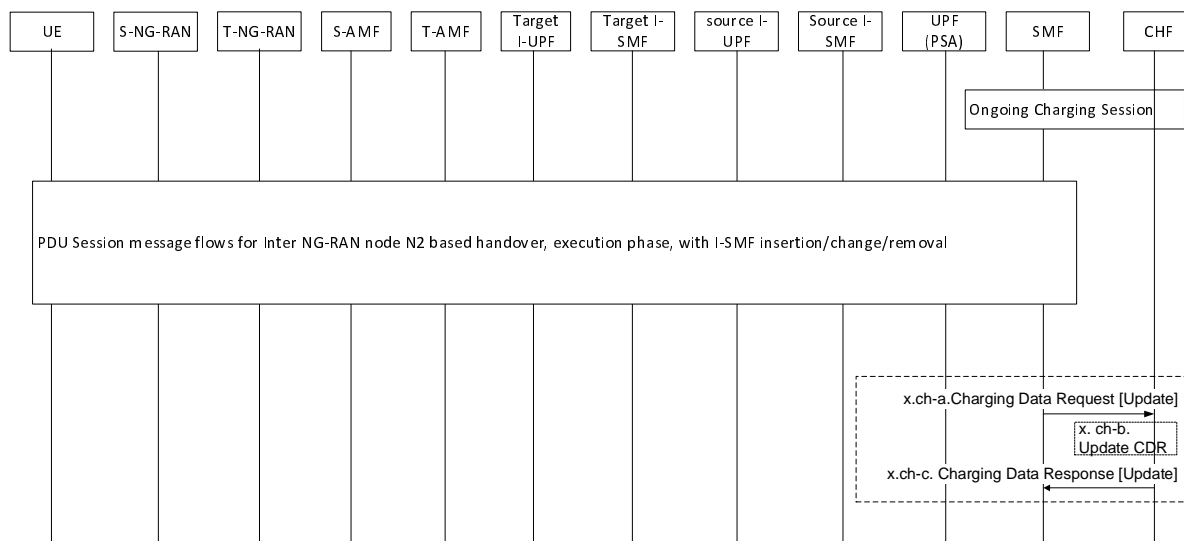 UE
S-NG-RAN
T-NG-RAN
S-AMF
T-AMF
Target
I-UPF
Target I-
SMF
source I-
UPF
Source I-
SMF
UPF
(PSA)
SMF
CHF
Ongoing Charging Session
PDU Session message flows for Inter NG-RAN node N2 based handover, execution phase, with I-SMF insertion/change/removal
x.ch-a.Charging Data Request [Update]
x. ch-b.
Update CDR
x.ch-c. Charging Data Response [Update]